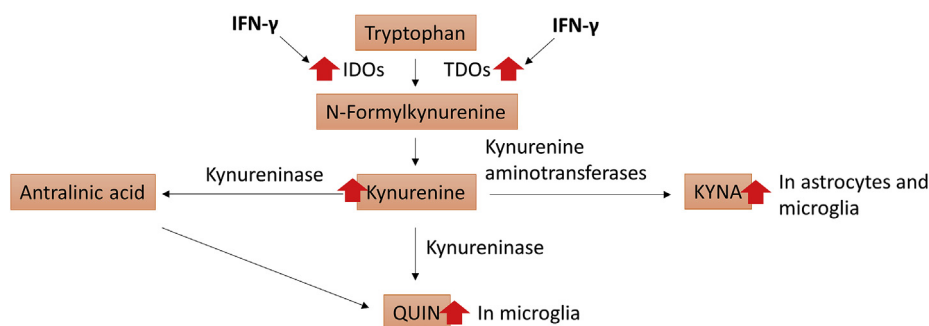 IFN-γ
Tryptophan
IFN-γ
IDOs
TDOs
N-Formylkynurenine
Kynurenine
aminotransferases
Kynureninase
Antralinic acid
Kynurenine
KYNA
In astrocytes and
microglia
Kynureninase
QUIN
In microglia